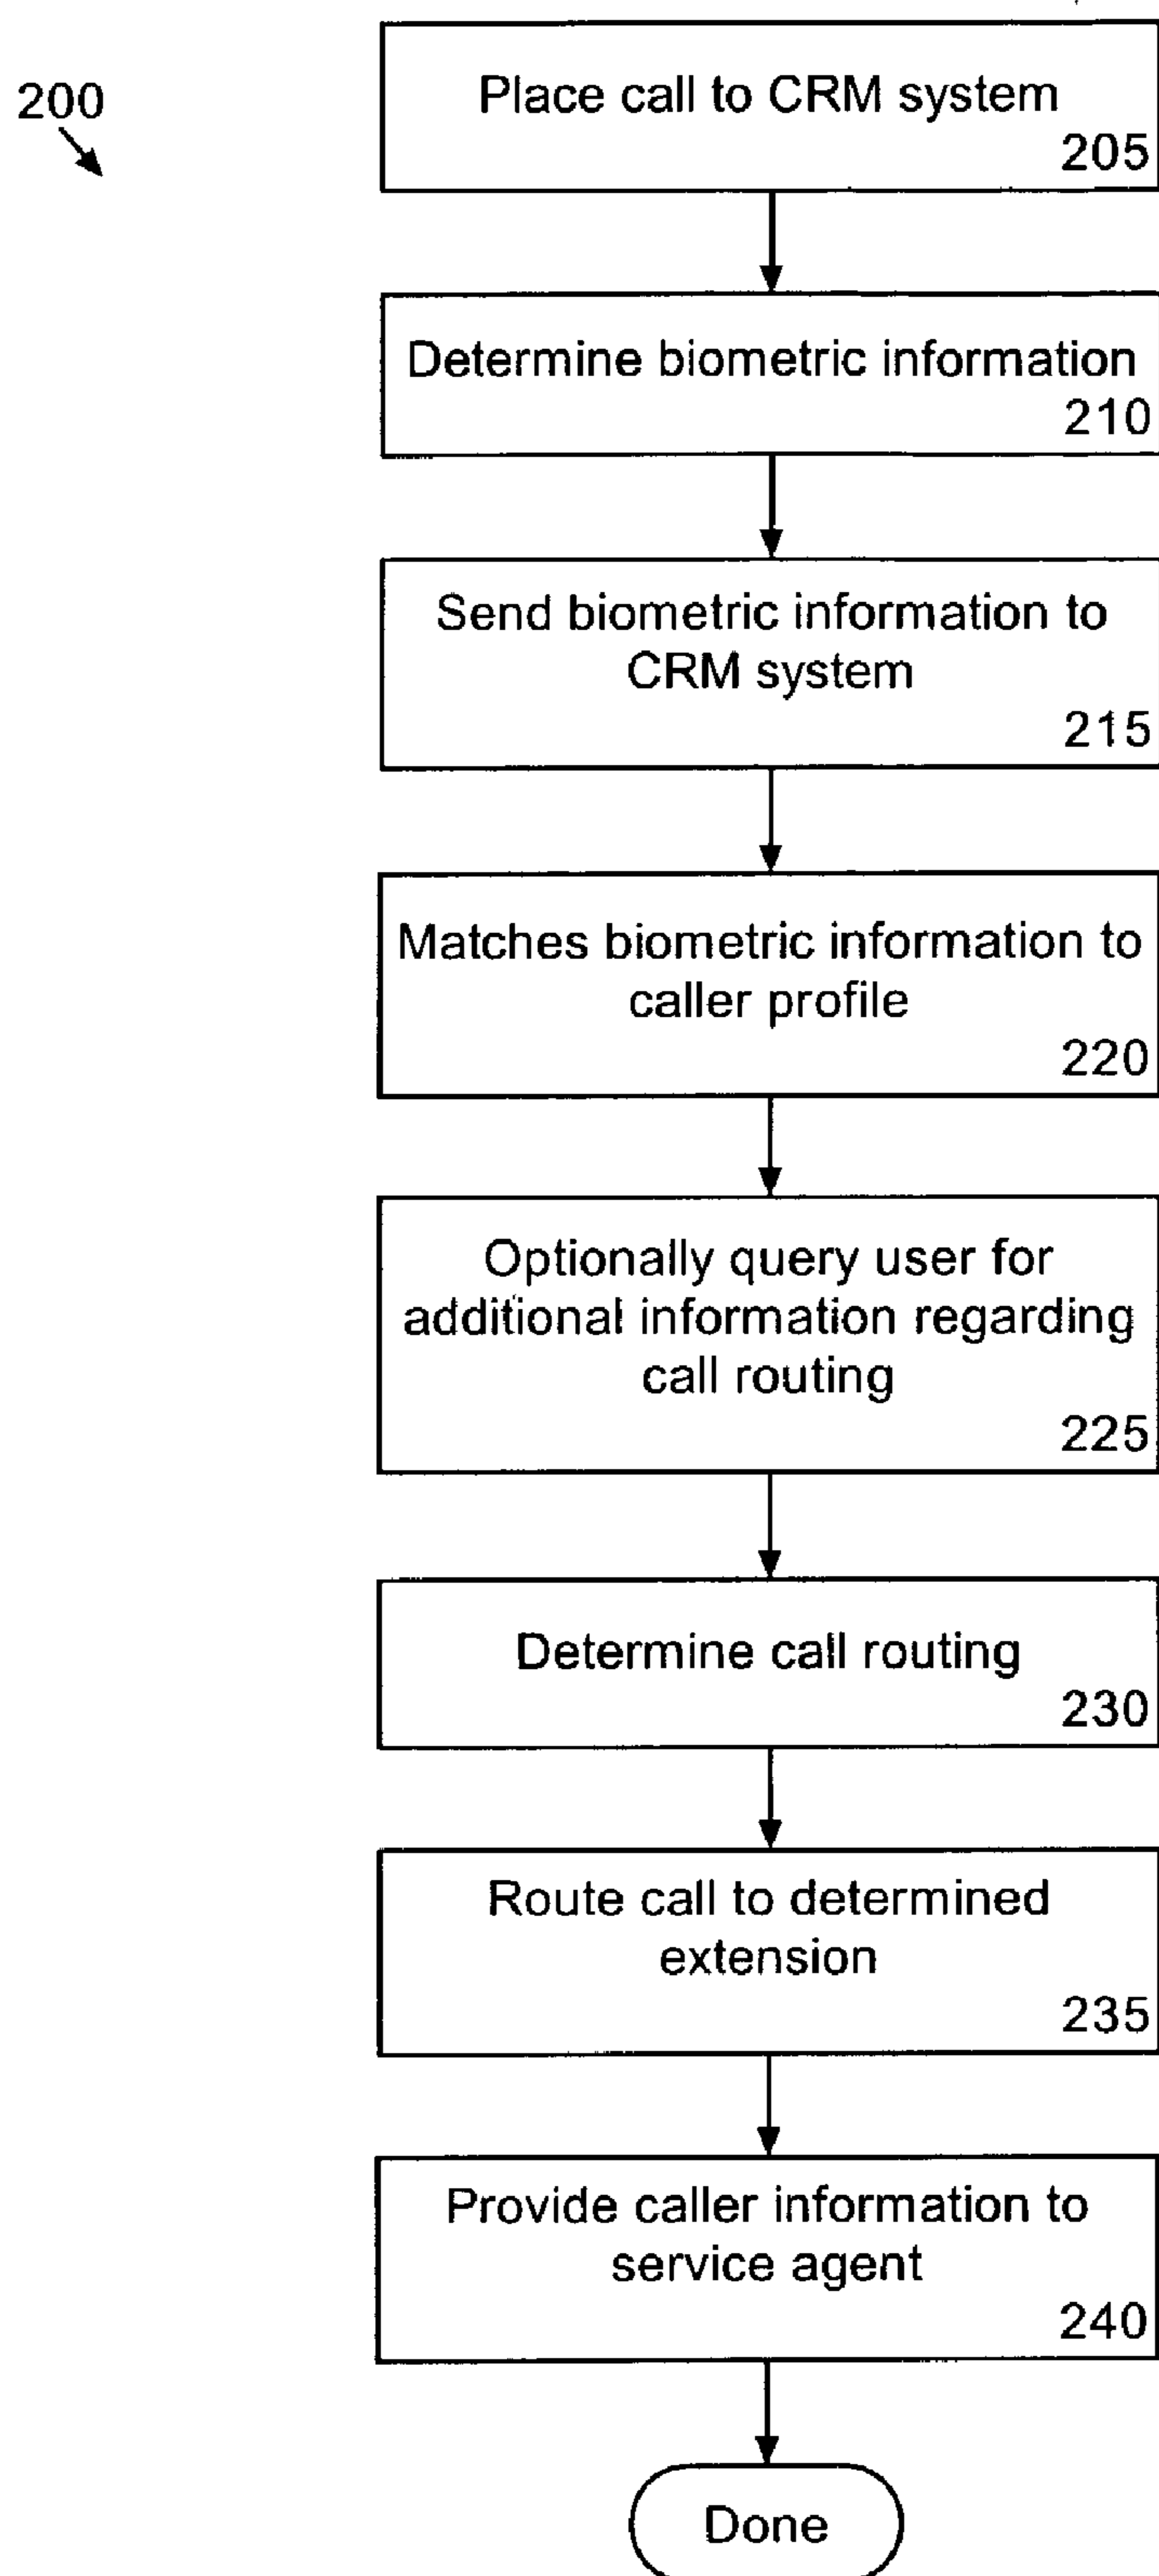 200
Place call to CRM system
205
Determine biometric information
210
Send biometric information to
CRM system
215
Matches biometric information to
caller profile
220
Optionally query user for
additional information regarding
call routing
225
Determine call routing
230
Route call to determined
extension
235
Provide caller information to
service agent
240
Done